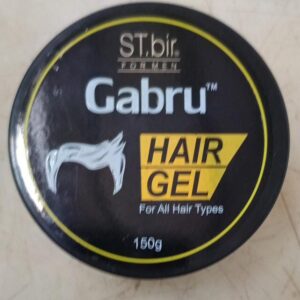 ST.bir.
FOR MEN
Gabru™
HAIR
GEL
For All Hair Types
150g